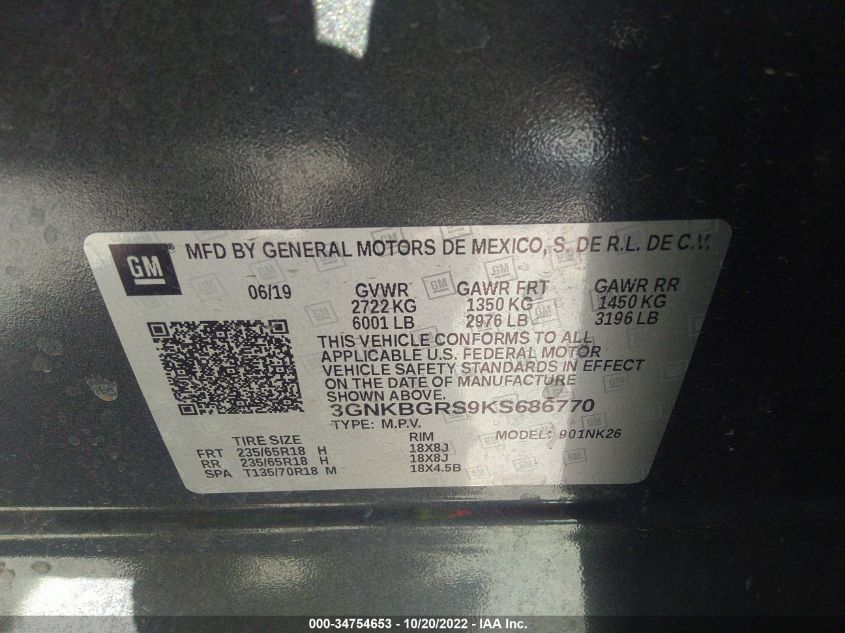 GM ® MFD BY GENERAL MOTORS DE MEXICO, S. DE R.L. DE C.V.
06/19 GVWR GAWR FRT GAWR RR
2722 KG 1350 KG 1450 KG
6001 LB 2976 LB 3196 LB
THIS VEHICLE CONFORMS TO ALL
APPLICABLE U.S. FEDERAL MOTOR
VEHICLE SAFETY STANDARDS IN EFFECT
ON THE DATE OF MANUFACTURE
SHOWN ABOVE.
3GNKBGRS9KS686770
TYPE: M.P.V. MODEL: 901NK26
TIRE SIZE RIM
FRT 235/65R18 H 18X8J
RR 235/65R18 H 18X8J
SPA T135/70R18 M 18X4.5B
000-34754653 - 10/20/2022 - IAA Inc.